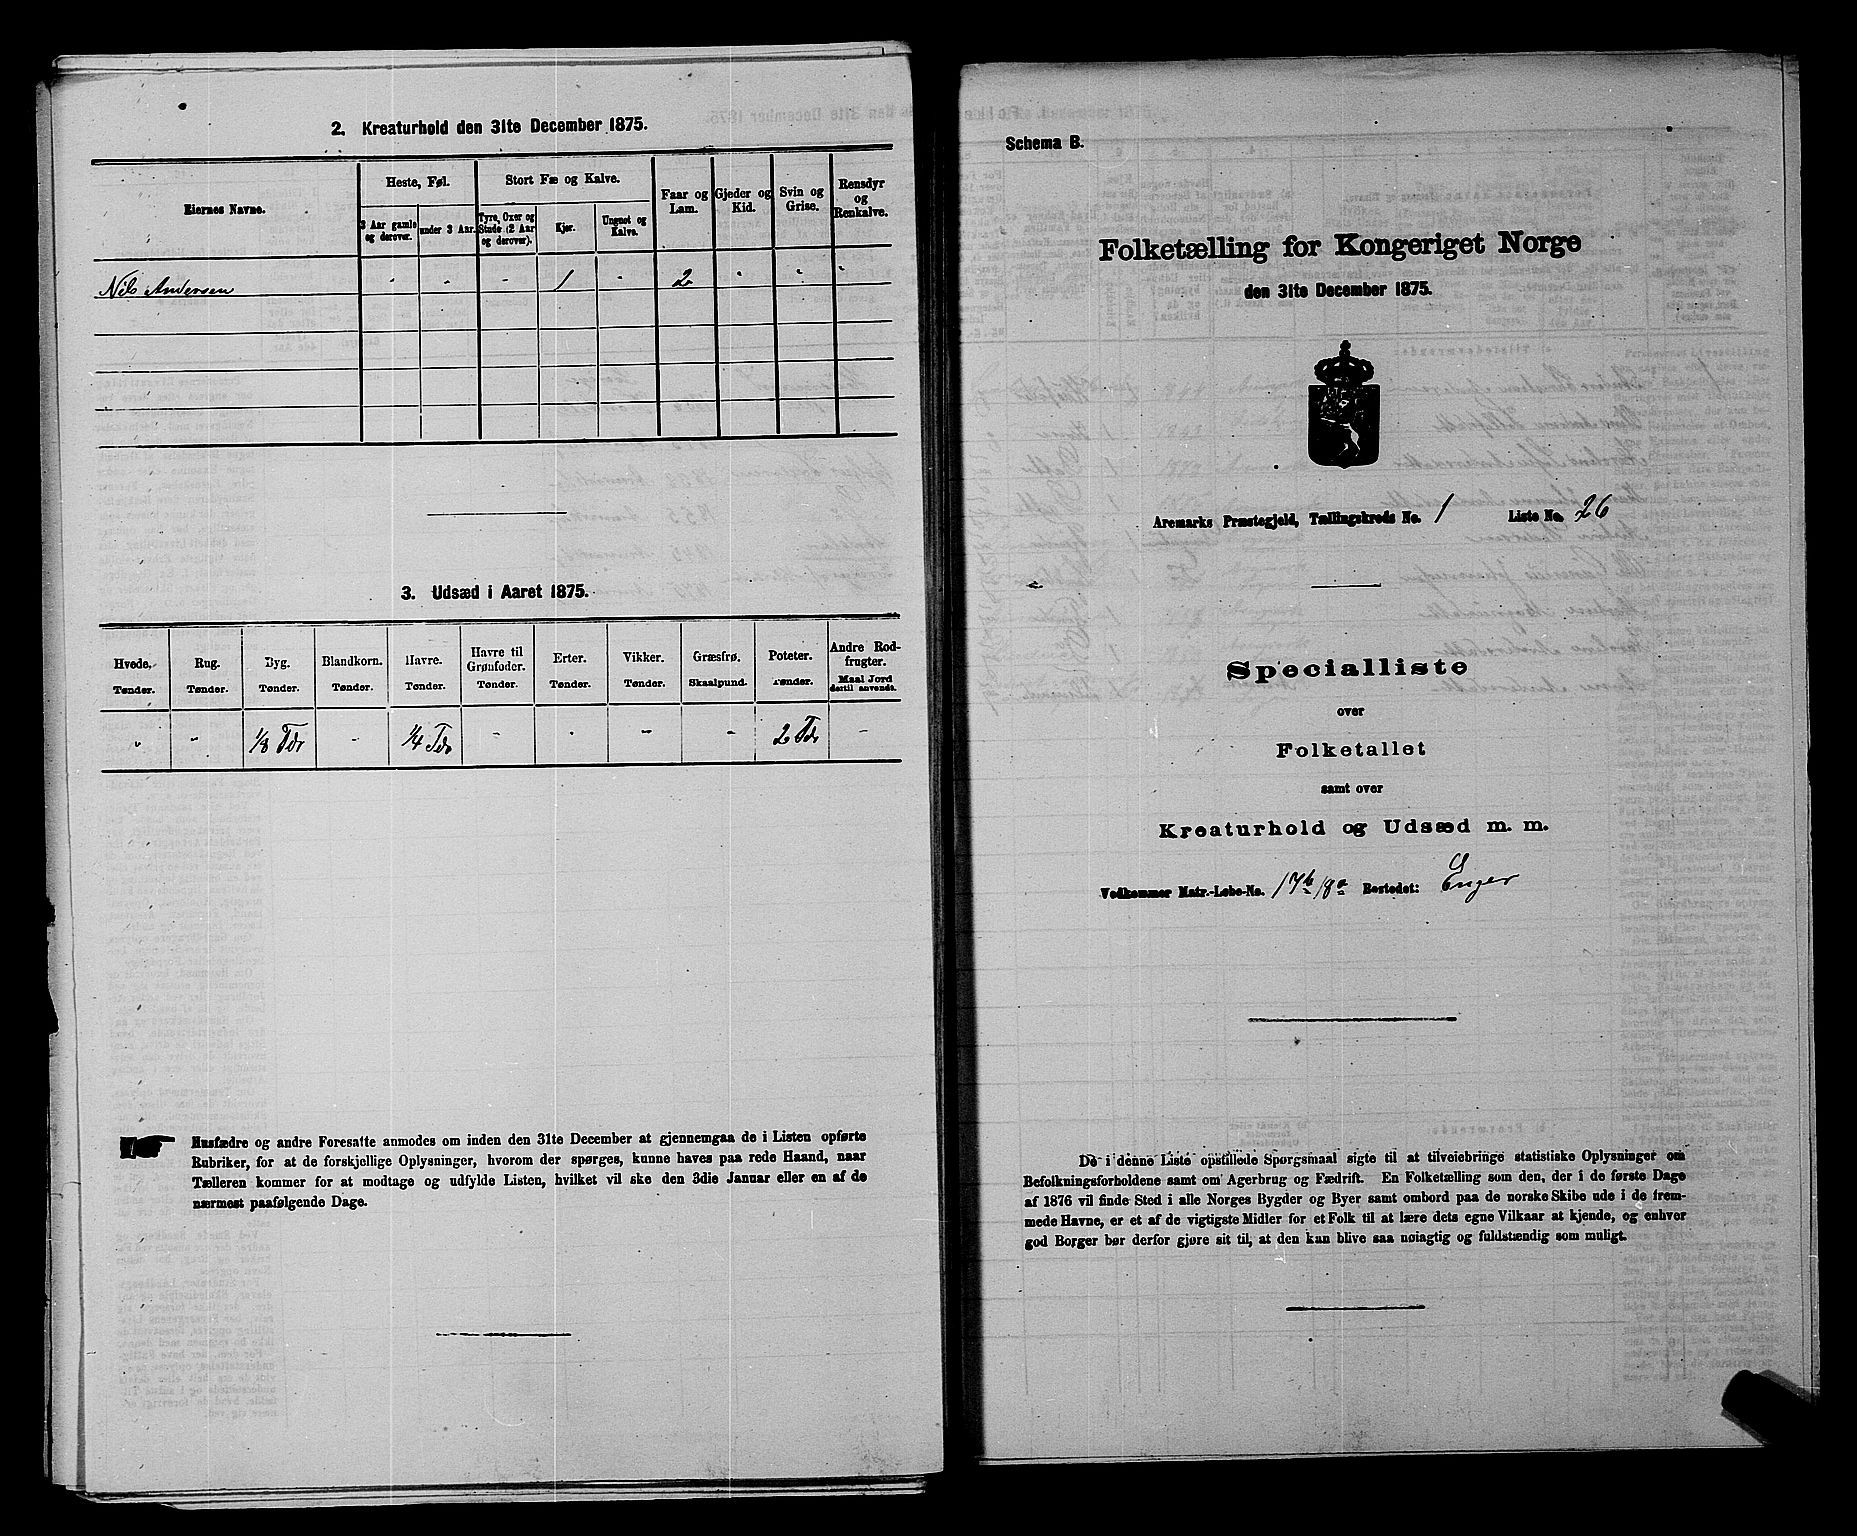 2. Kreaturhold den 31te December 1875.
Eiernes Navne.
Heste, Føl.
Stort Fæ og Kalve.
Faar og Lam.
Gjeder og Kid.
Svin og Grise.
Rensdyr og Renkalve.
3 Aar gamle og derover.
under 3 Aar.
Tyre, Oxer og Stude (2 Aar og derover).
Kjør.
Ungnøt og Kalve.
Nils Andersen " " - 1 " 2 " " "
3. Udsæd i Aaret 1875.
Hvede. Rug. Byg. Blandkorn. Havre. Havre til Grønfoder. Erter. Vikker. Græsfrø. Poteter. Andre Rodfrugter.
Tønder. Tønder. Tønder. Tønder. Tønder. Tønder. Tønder. Tønder. Skaalpund. Tønder. Maal Jord dertil anvendt.
" " 1/8 Tdr - 1/4 Tdr - - - - 2 Tdr -
Husfædre og andre Foresatte anmodes om inden den 31te December at gjennemgaa de i Listen opførte
Rubriker, for at de forskjellige Oplysninger, hvorom der spørges, kunne haves paa rede Haand, naar
Tælleren kommer for at modtage og udfylde Listen, hvilket vil ske den 3die Januar eller en af de
nærmest paafølgende Dage.
Schema B.
Folketælling for Kongeriget Norge
den 31te December 1875.
Aremarks Præstegjeld, Tællingskreds No. 1 Liste No. 26
Specialliste
over
Folketallet
samt over
Kreaturhold og Udsæd m. m.
Vedkommer Matr.-Løbe-No. 17b 18a Bostedet: Enger
De i denne Liste opstillede Spørgsmaal sigte til at tilveiebringe statistiske Oplysninger om
Befolkningsforholdene samt om Agerbrug og Fædrift. En Folketælling som den, der i de første Dage
af 1876 vil finde Sted i alle Norges Bygder og Byer samt ombord paa de norske Skibe ude i de frem-
mede Havne, er et af de vigtigste Midler for et Folk til at lære dets egne Vilkaar at kjende, og enhver
god Borger bør derfor gjøre sit til, at den kan blive saa nøiagtig og fuldstændig som muligt.